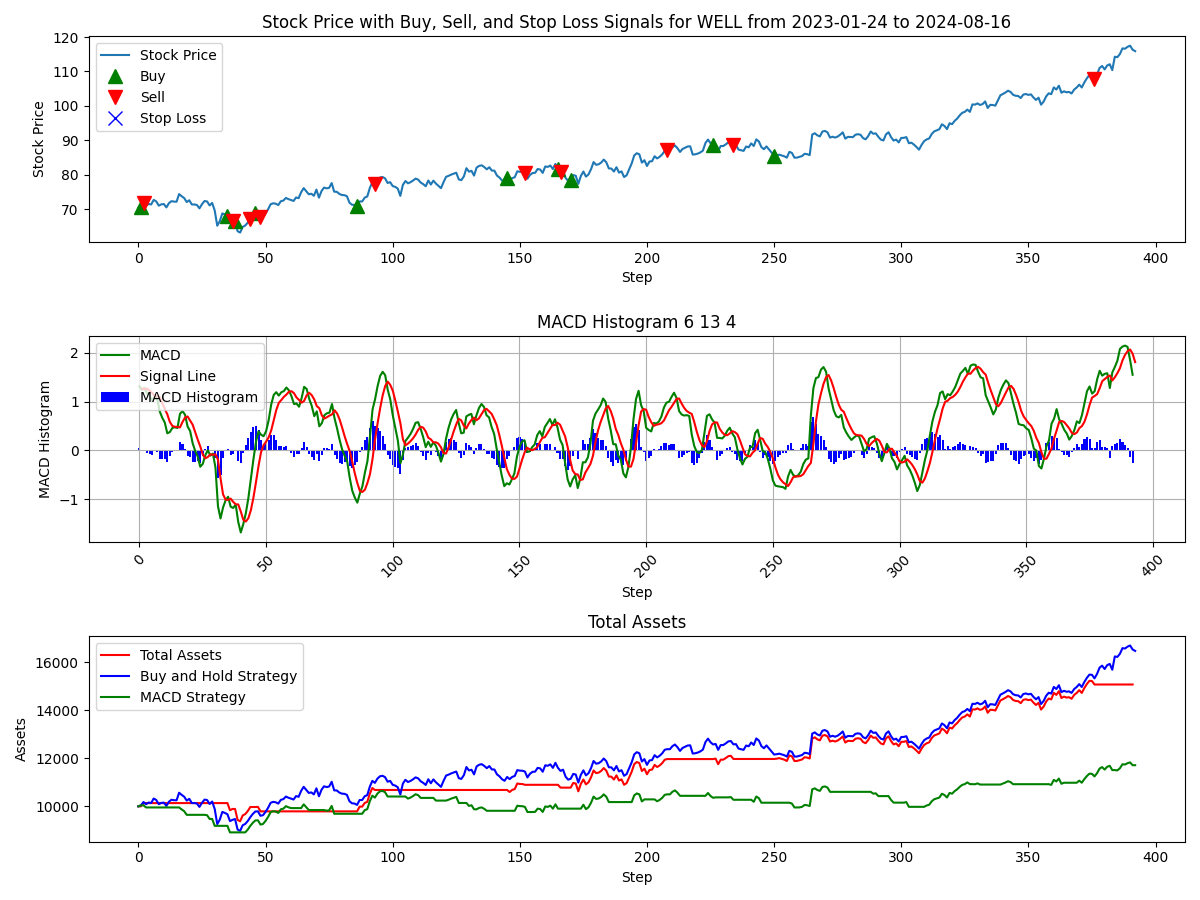 Stock Price with Buy, Sell, and Stop Loss Signals for WELL from 2023-01-24 to 2024-08-16
120
110
100
90
80
70
Stock Price
Stock Price
Buy
Sell
Stop Loss
0 50 100 150 200 250 300 350 400
Step
MACD Histogram 6 13 4
2
1
0
−1
MACD Histogram
MACD
Signal Line
MACD Histogram
0 50 100 150 200 250 300 350 400
Step
Total Assets
16000
14000
12000
10000
Assets
Total Assets
Buy and Hold Strategy
MACD Strategy
0 50 100 150 200 250 300 350 400
Step